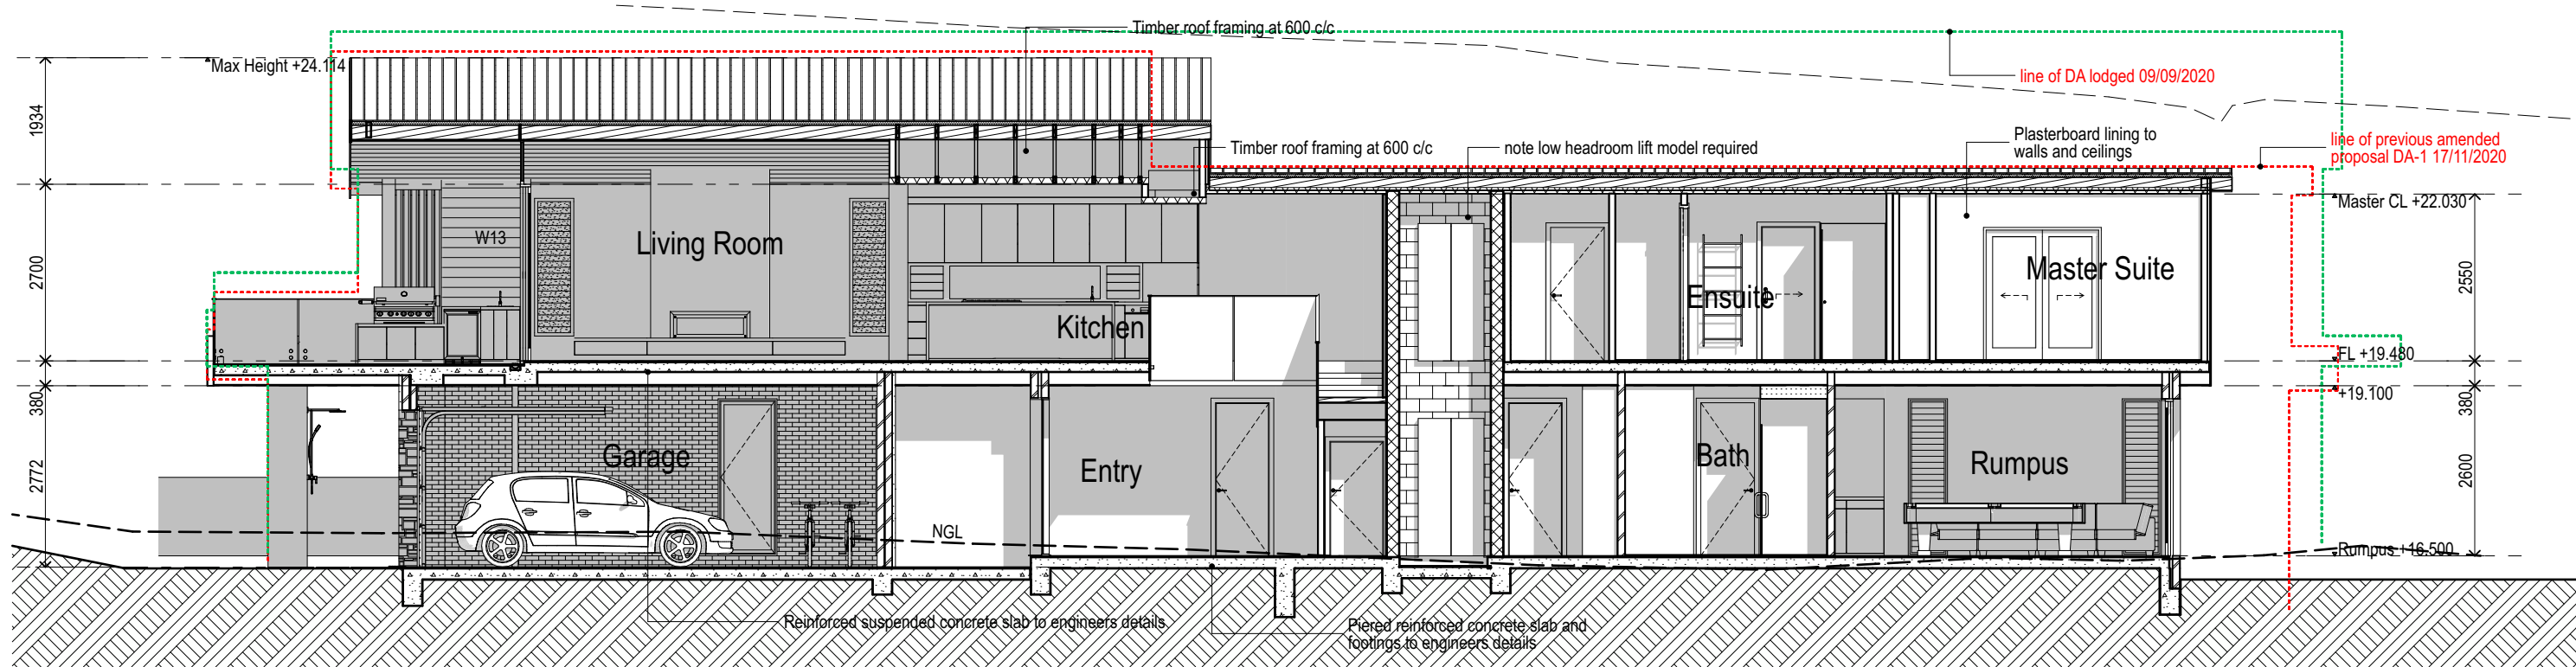 Timber roof framing at 600 c/c
Max Height +24.114
line of DA lodged 09/09/2020
1934
Timber roof framing at 600 c/c
note low headroom lift model required
Plasterboard lining to
walls and ceilings
line of previous amended
proposal DA-1 17/11/2020
Master CL +22.030
W13
Living Room
2700
Master Suite
2550
Ensuite
Kitchen
FL +19.480
380
+19.100
380
Garage
Entry
Bath
Rumpus
2772
2600
NGL
Rumpus +16.500
Reinforced suspended concrete slab to engineers details
Piered reinforced concrete slab and
footings to engineers details